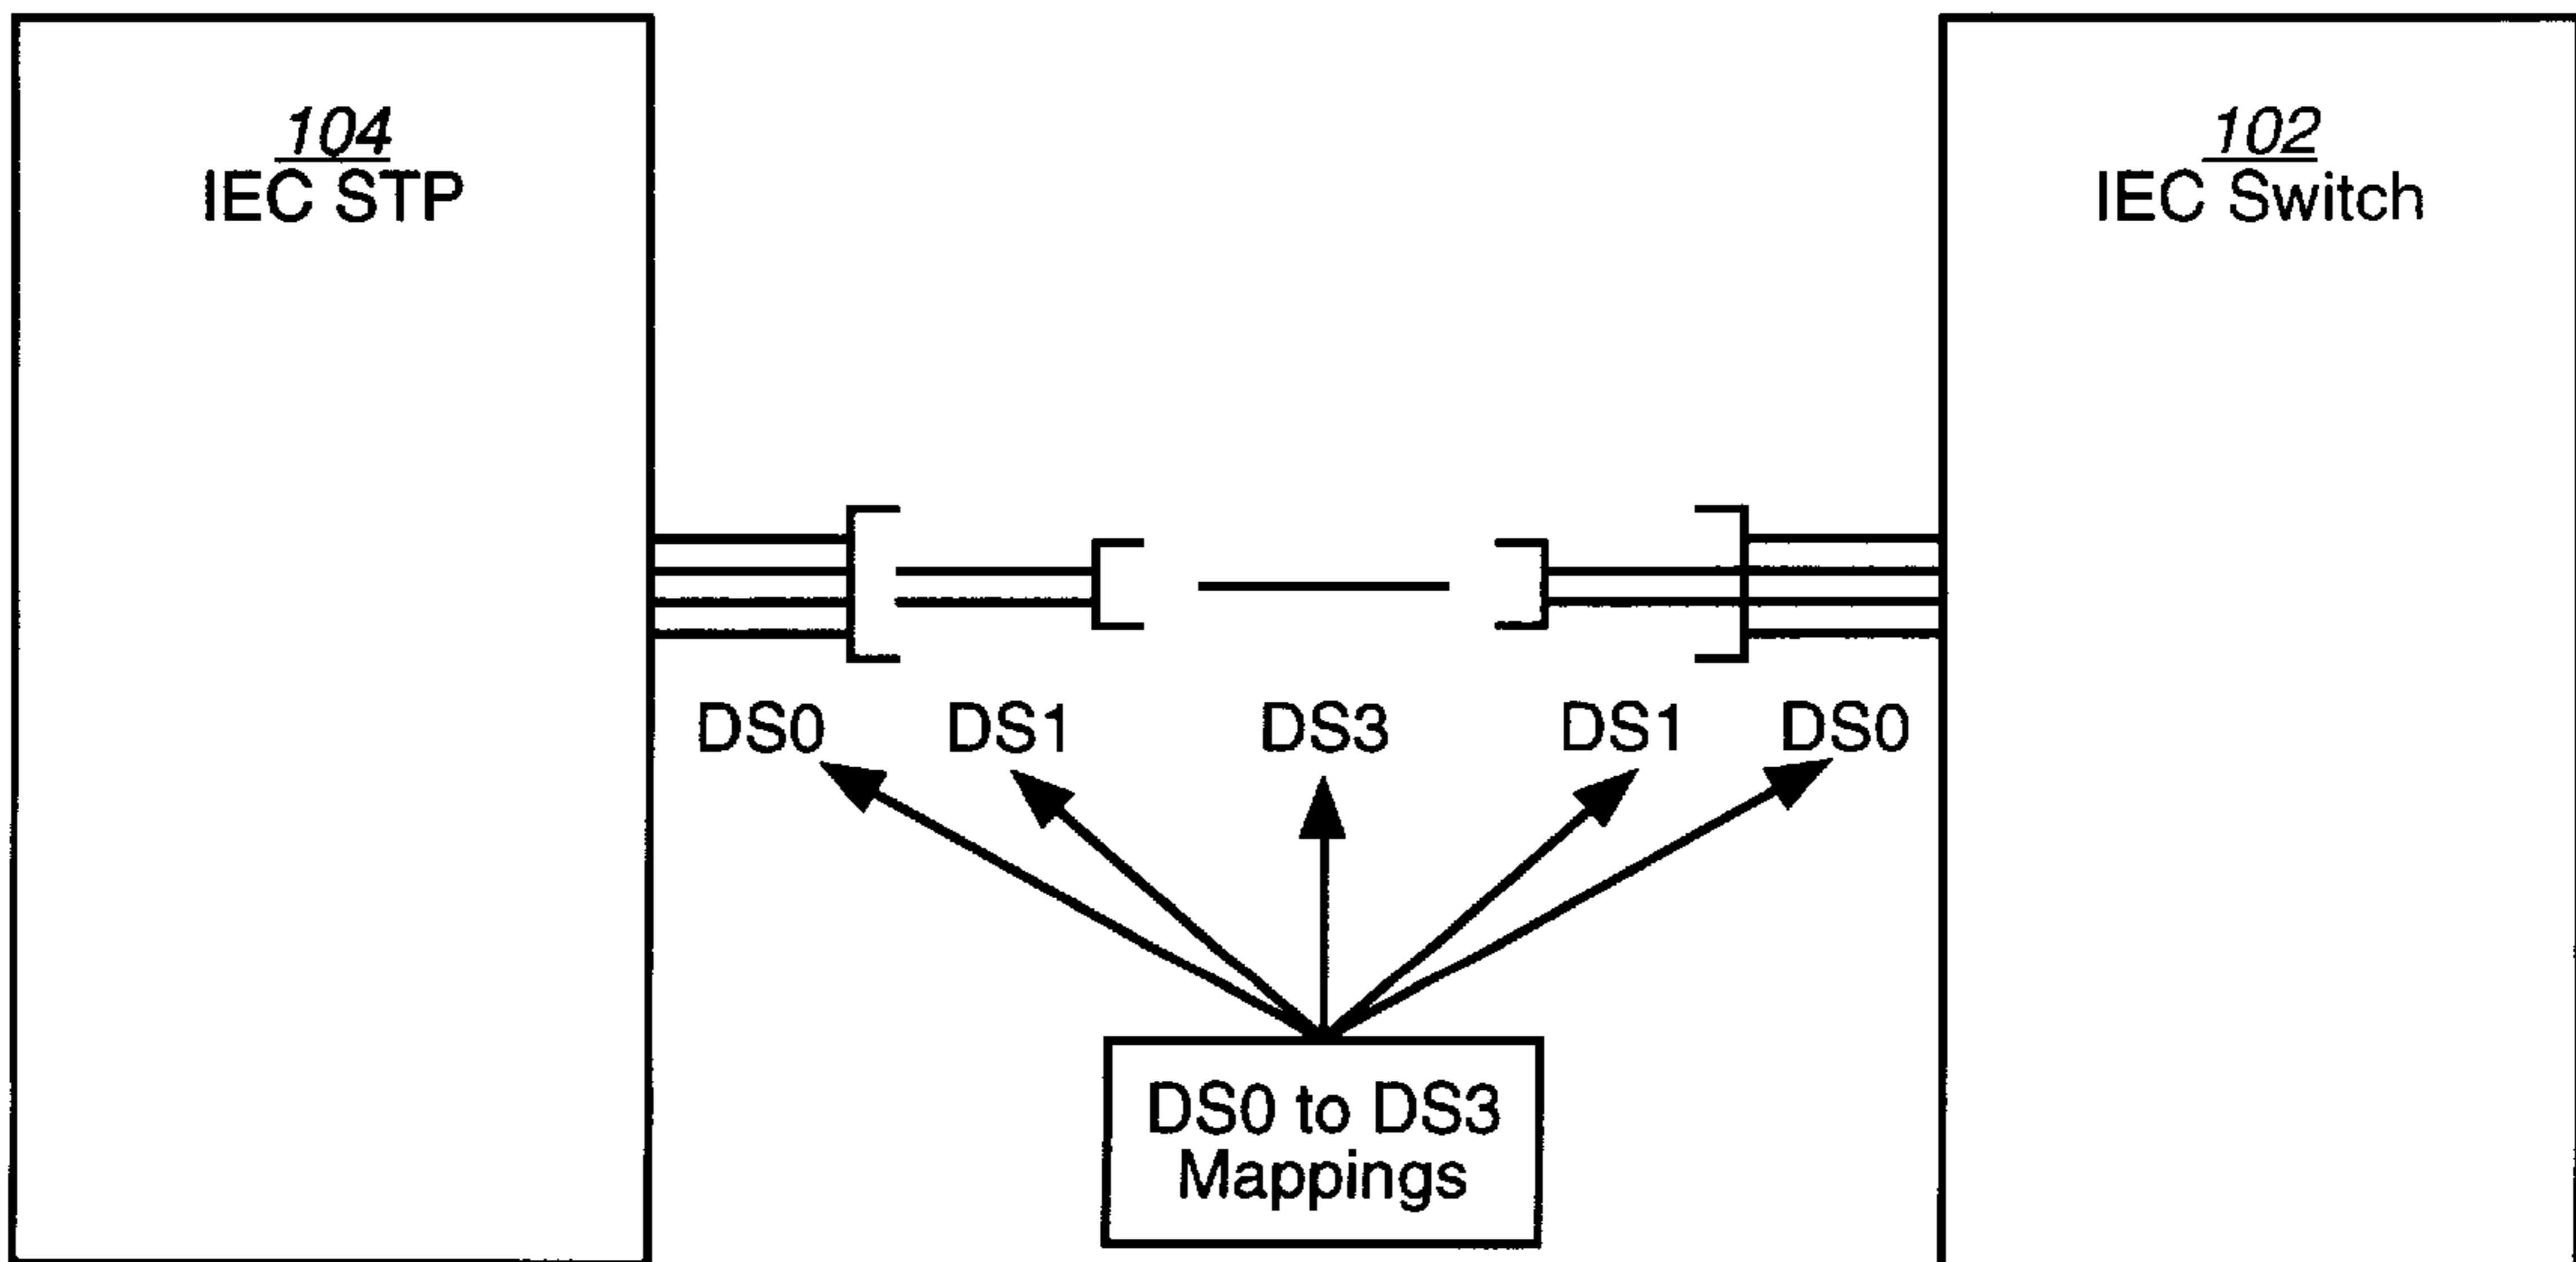 104
IEC STP
102
IEC Switch
DS0
DS1
DS3
DS1
DS0
DS0 to DS3
Mappings